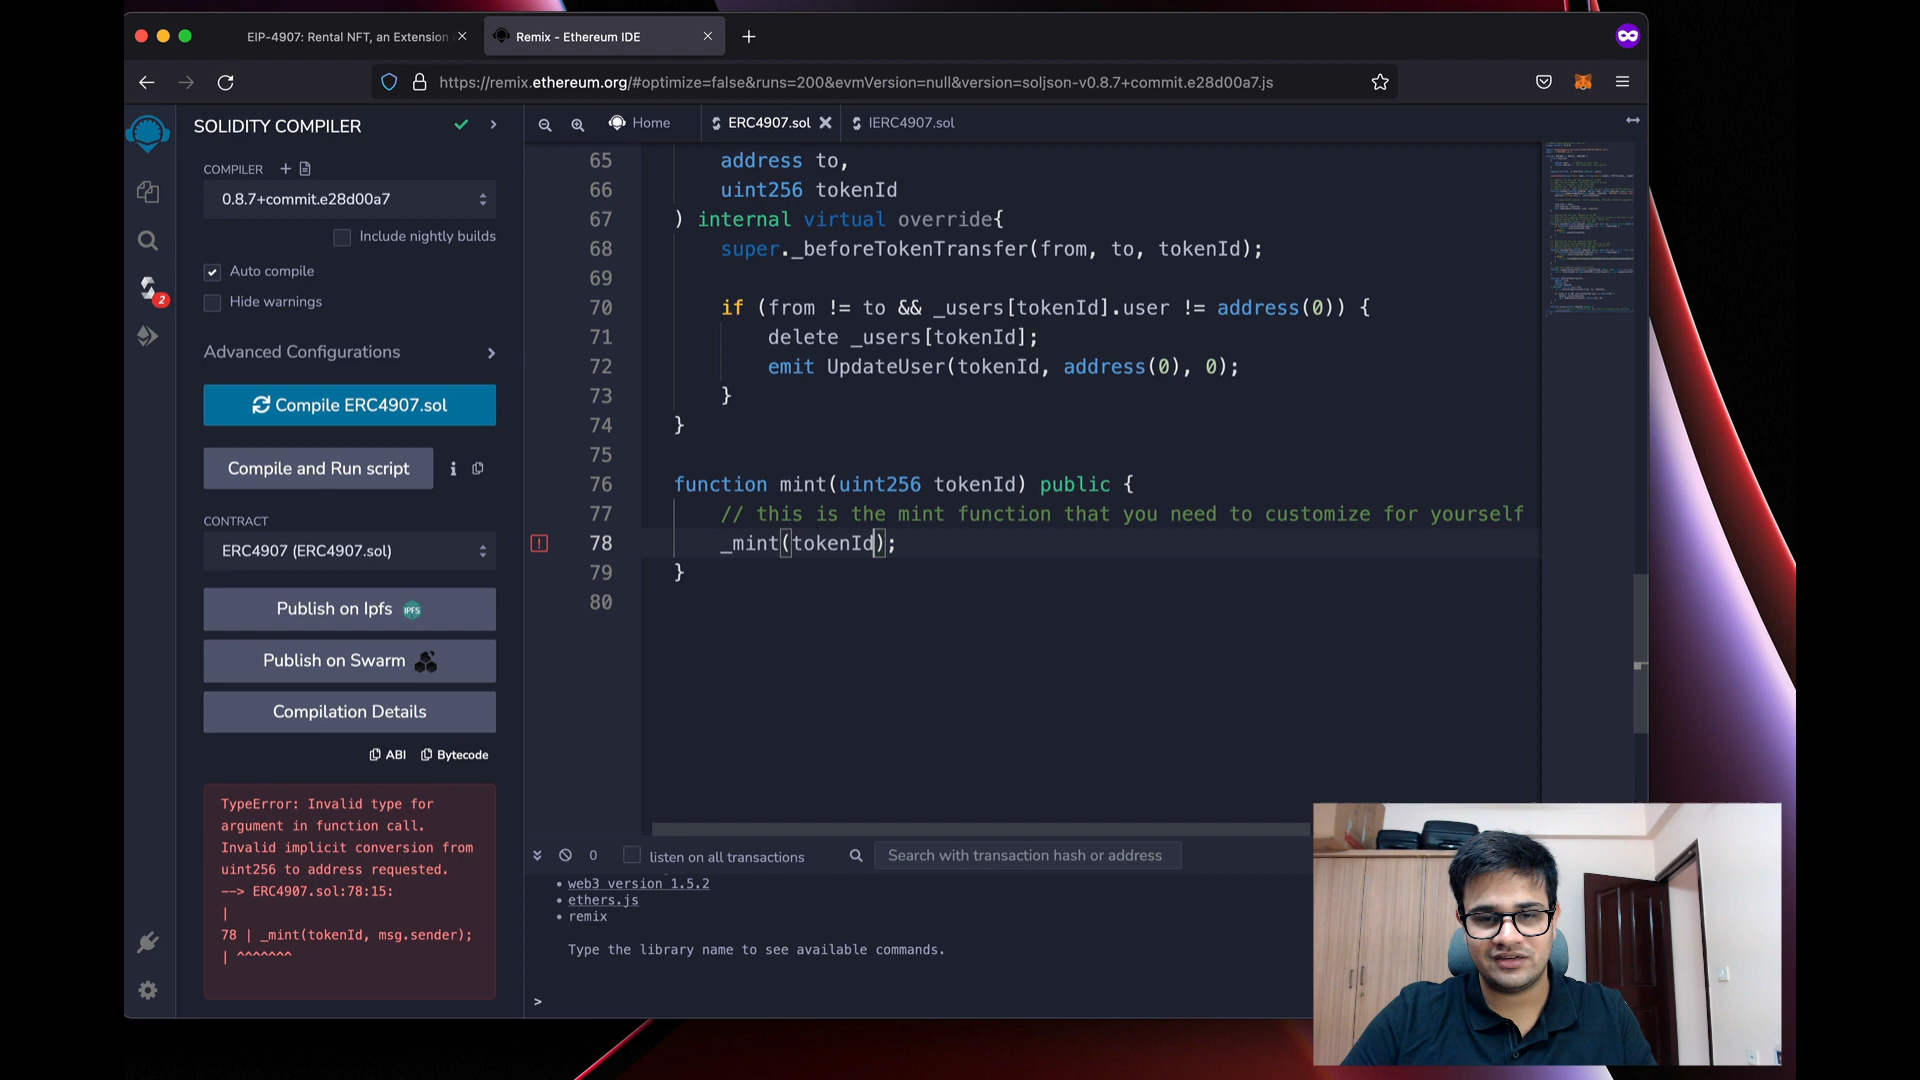 EIP-4907: Rental NFT, an Extension
Remix - Ethereum IDE
https://remix.ethereum.org/#optimize=false&runs=200&evmVersion=null&version=soljson-v0.8.7+commit.e28d00a7.js
SOLIDITY COMPILER
COMPILER
0.8.7+commit.e28d00a7
Include nightly builds
Auto compile
Hide warnings
2
Advanced Configurations
Compile ERC4907.sol
Compile and Run script
CONTRACT
ERC4907 (ERC4907.sol)
Publish on Ipfs
IPFS
Publish on Swarm
Compilation Details
ABI
Bytecode
TypeError: Invalid type for
argument in function call.
Invalid implicit conversion from
uint256 to address requested.
--> ERC4907.sol:78:15:
|
78 | _mint(tokenId, msg.sender);
| ^^^^^^^
Home
ERC4907.sol
IERC4907.sol
65 address to,
66 uint256 tokenId
67 ) internal virtual override{
68 super._beforeTokenTransfer(from, to, tokenId);
69
70 if (from != to && _users[tokenId].user != address(0)) {
71 delete _users[tokenId];
72 emit UpdateUser(tokenId, address(0), 0);
73 }
74 }
75
76 function mint(uint256 tokenId) public {
77 // this is the mint function that you need to customize for yourself
78 _mint(tokenId);
79 }
80
0
listen on all transactions
Search with transaction hash or address
• web3 version 1.5.2
• ethers.js
• remix
Type the library name to see available commands.
>